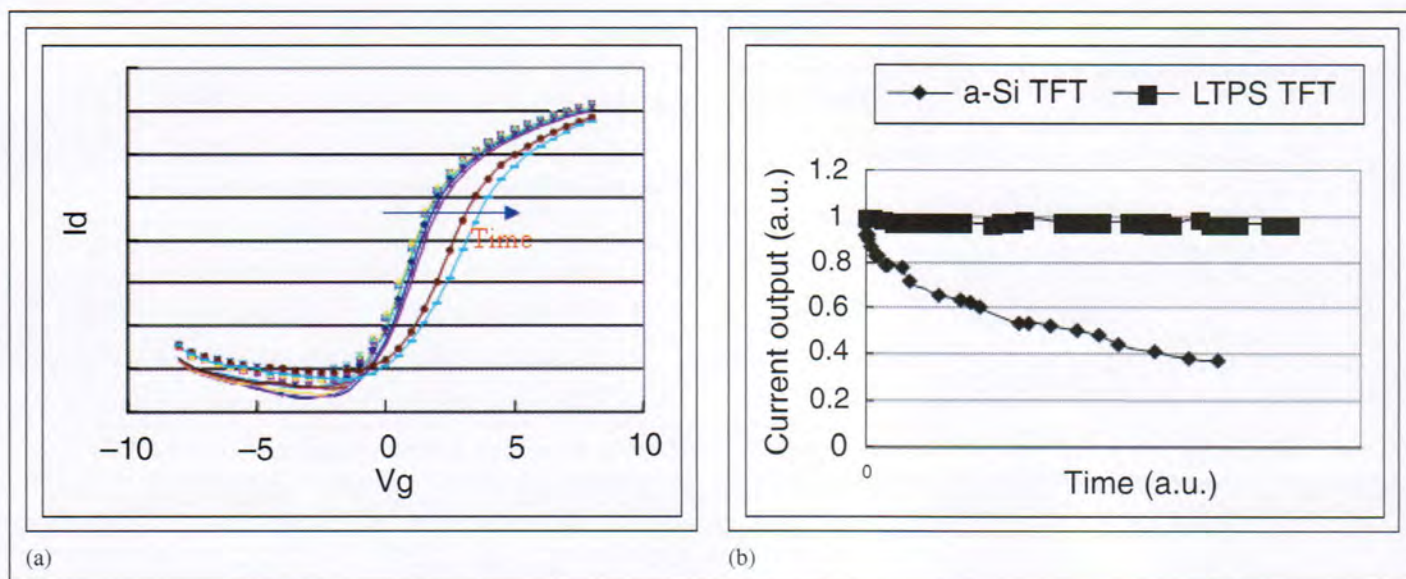 Id
Time
−10 −5 0 5 10
Vg
(a)
a-Si TFT LTPS TFT
Current output (a.u.)
1.2
1
0.8
0.6
0.4
0.2
0
0
Time (a.u.)
(b)